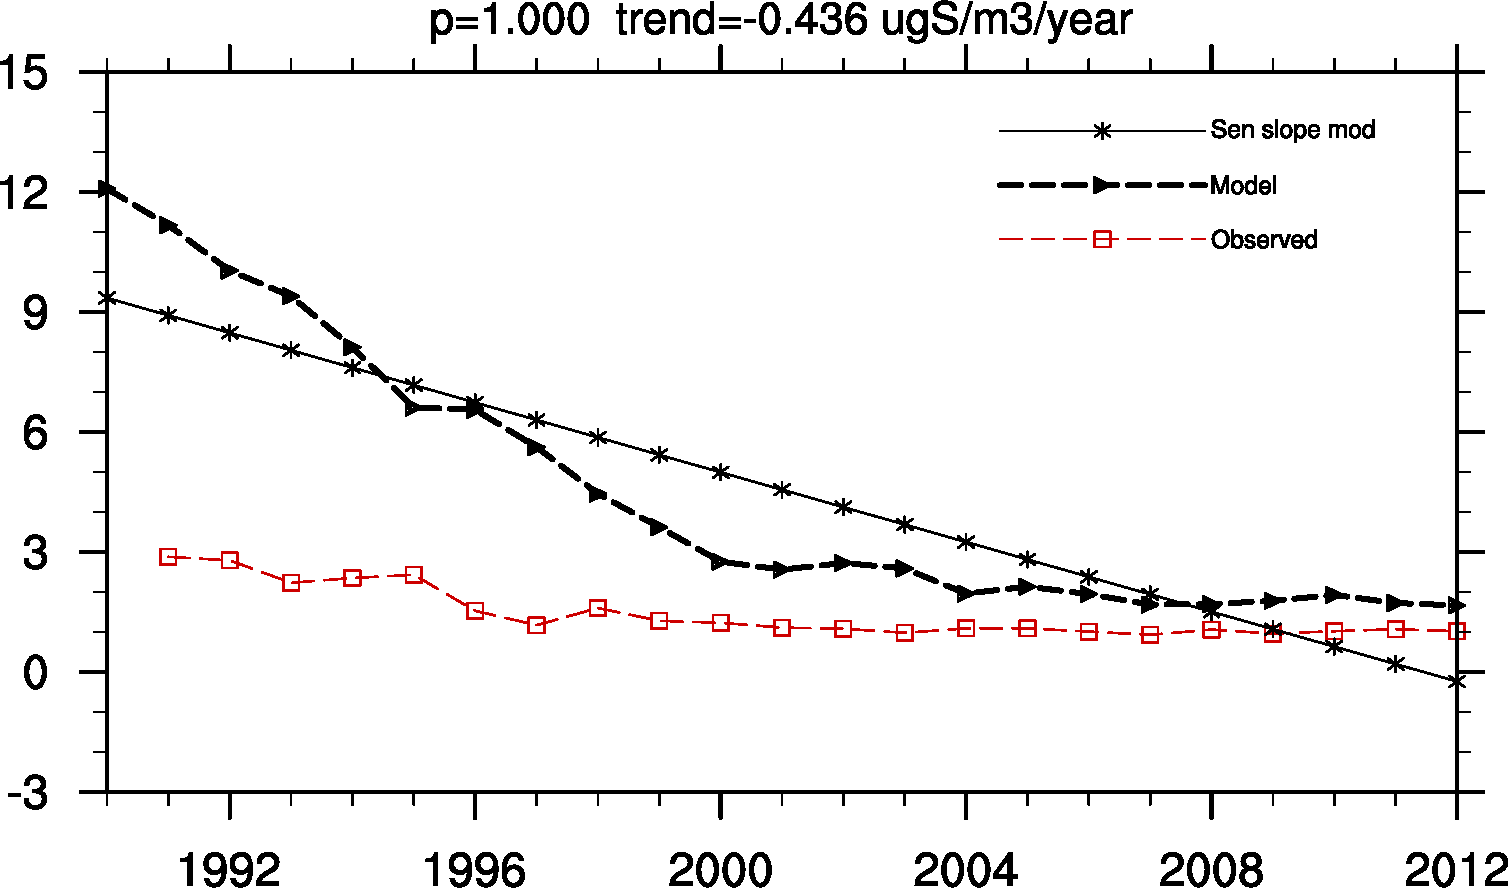 p=1.000 trend=-0.436 ugS/m3/year
15
12
9
6
3
0
-3
Sen slope mod
Model
Observed
1992 1996 2000 2004 2008 2012